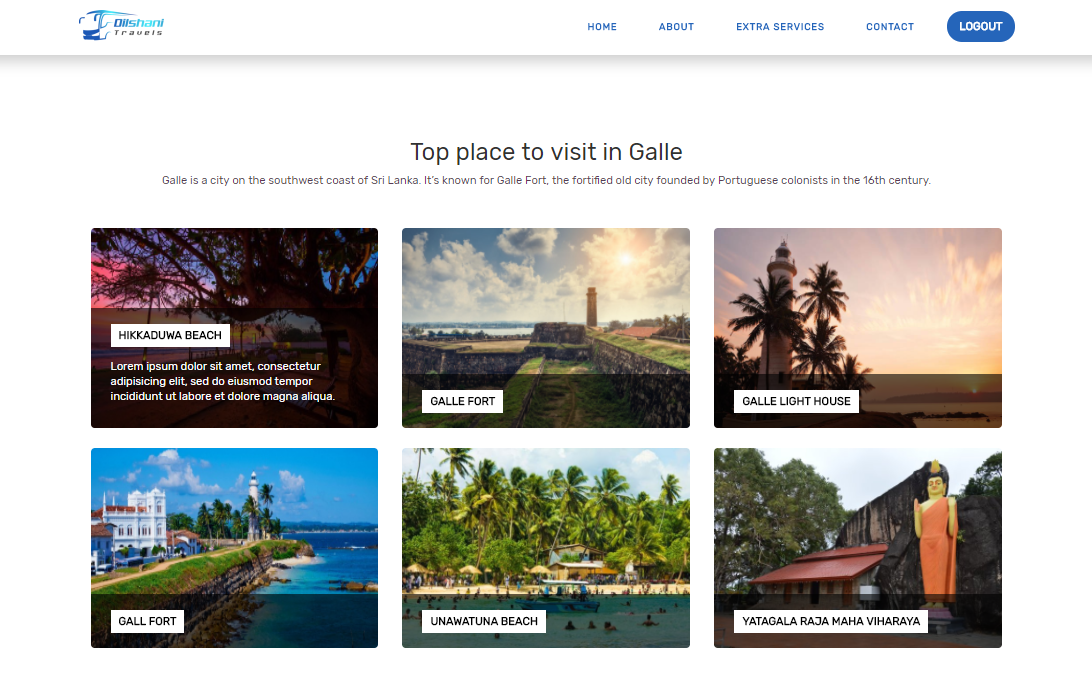 Dilshani
Travels
HOME
ABOUT
EXTRA SERVICES
CONTACT
LOGOUT
Top place to visit in Galle
Galle is a city on the southwest coast of Sri Lanka. It's known for Galle Fort, the fortified old city founded by Portuguese colonists in the 16th century.
HIKKADUWA BEACH
Lorem ipsum dolor sit amet, consectetur
adipisicing elit, sed do eiusmod tempor
incididunt ut labore et dolore magna aliqua.
GALLE FORT
GALLE LIGHT HOUSE
GALL FORT
UNAWATUNA BEACH
YATAGALA RAJA MAHA VIHARAYA